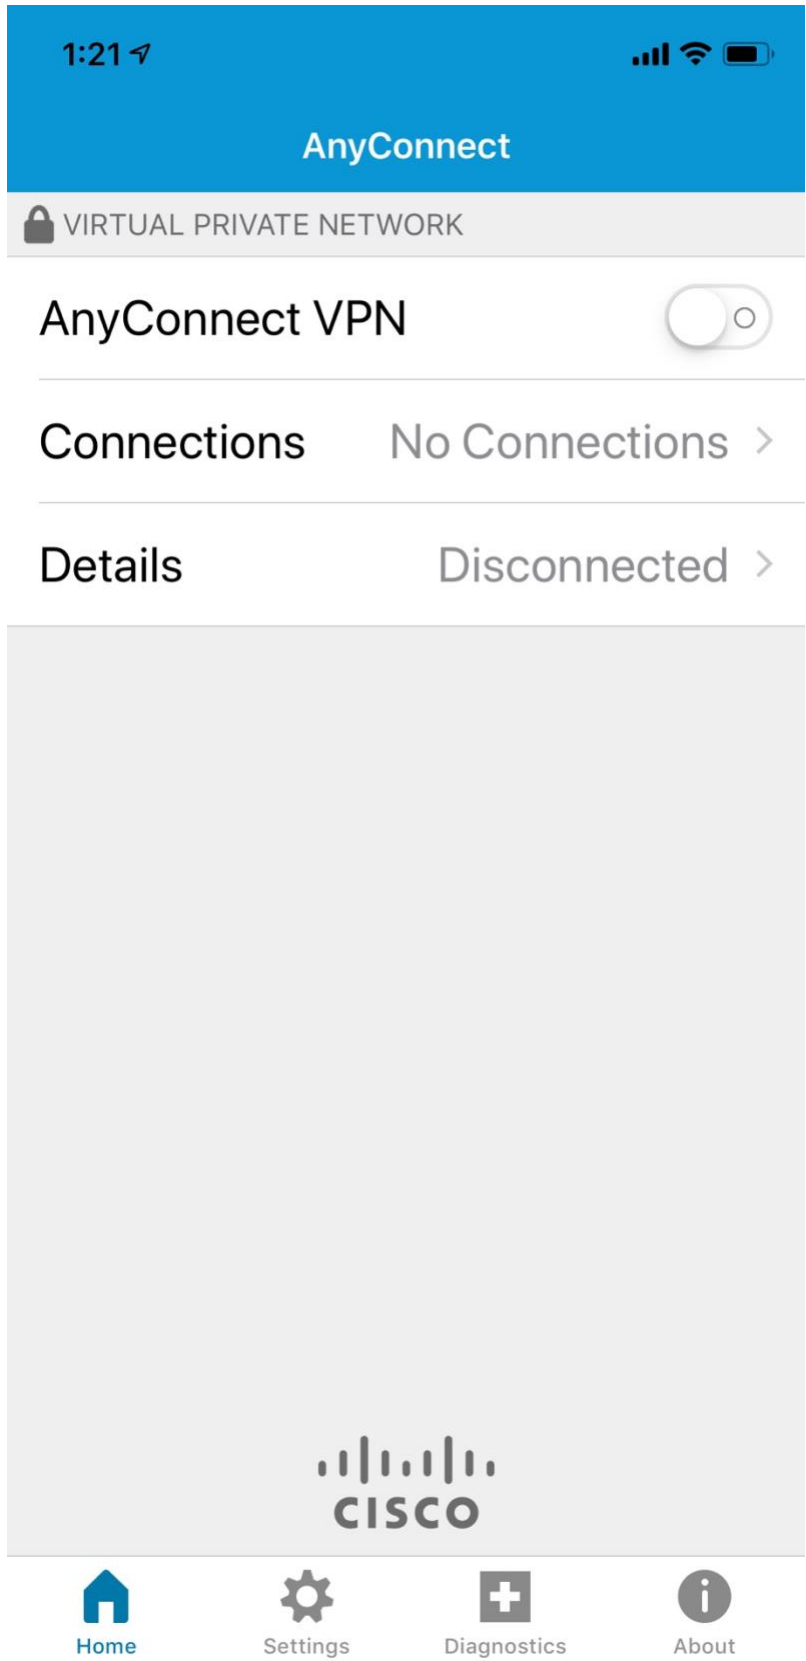 1:21
AnyConnect
VIRTUAL PRIVATE NETWORK
AnyConnect VPN
Connections No Connections
Details Disconnected
CISCO
Home Settings Diagnostics About